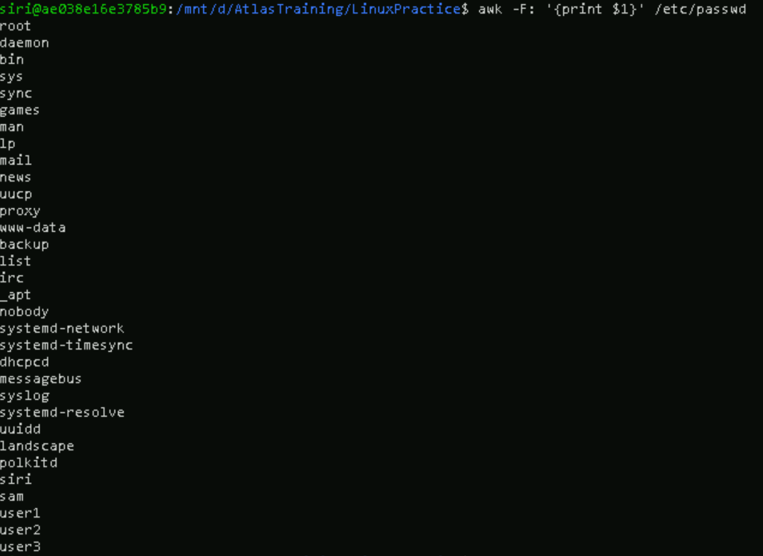 siri@ae038e16e3785b9:/mnt/d/AtlasTraining/LinuxPractice$ awk -F: '{print $1}' /etc/passwd
root
daemon
bin
sys
sync
games
man
lp
mail
news
uucp
proxy
www-data
backup
list
irc
_apt
nobody
systemd-network
systemd-timesync
dhcpcd
messagebus
syslog
systemd-resolve
uuidd
landscape
polkitd
siri
sam
user1
user2
user3